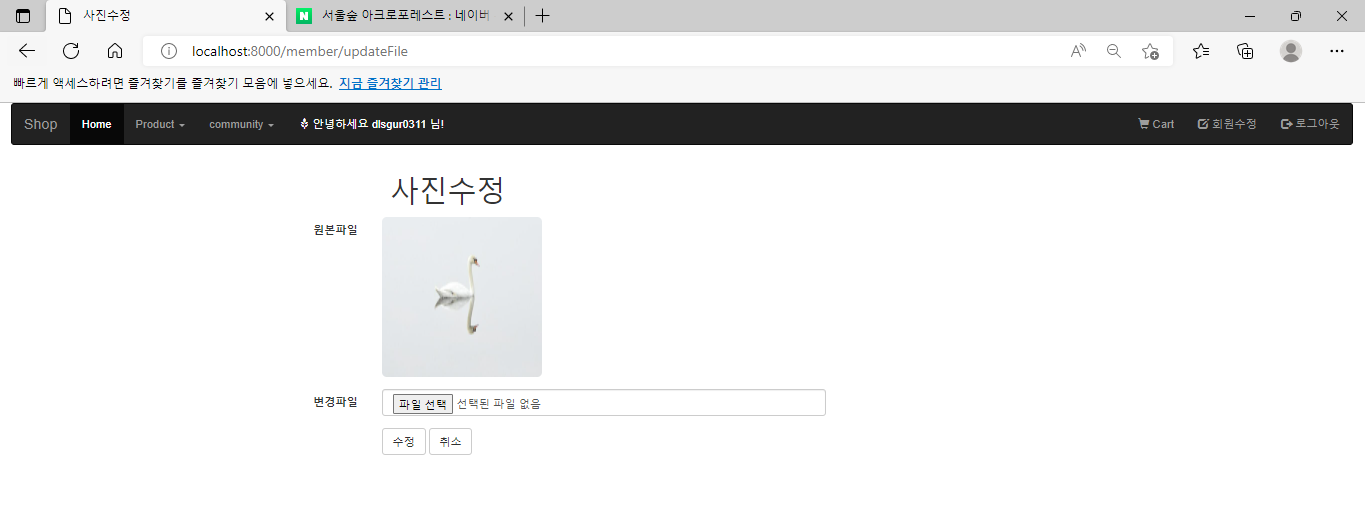 사진수정
서울숲 아크로포레스트 : 네이버
localhost:8000/member/updateFile
빠르게 액세스하려면 즐겨찾기를 즐겨찾기 모음에 넣으세요. 지금 즐겨찾기 관리
Shop Home Product community 안녕하세요 dlsgur0311 님! Cart 회원수정 로그아웃
사진수정
원본파일
변경파일 파일 선택 선택된 파일 없음
수정 취소